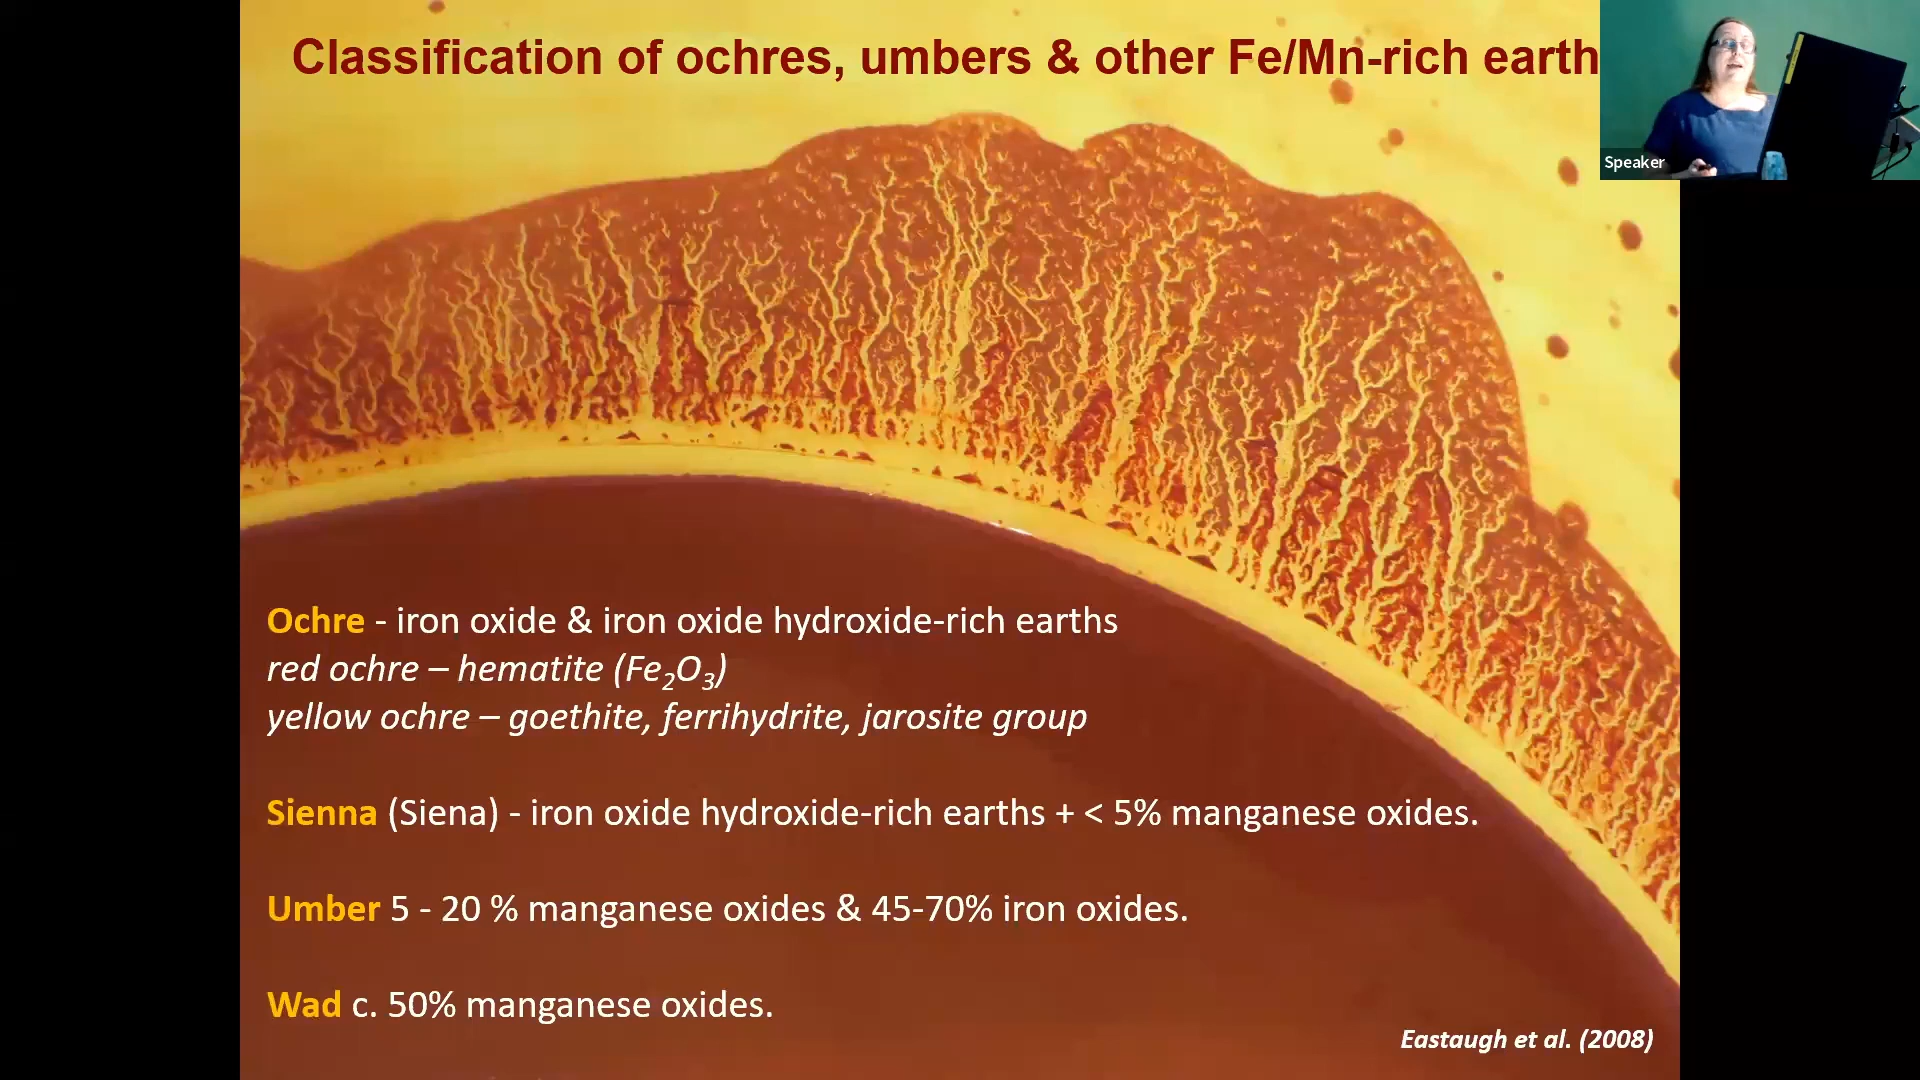 Classification of ochres, umbers & other Fe/Mn-rich earth
Speaker
Ochre - iron oxide & iron oxide hydroxide-rich earths
red ochre – hematite (Fe₂O₃)
yellow ochre – goethite, ferrihydrite, jarosite group
Sienna (Siena) - iron oxide hydroxide-rich earths + < 5% manganese oxides.
Umber 5 - 20 % manganese oxides & 45-70% iron oxides.
Wad c. 50% manganese oxides.
Eastaugh et al. (2008)